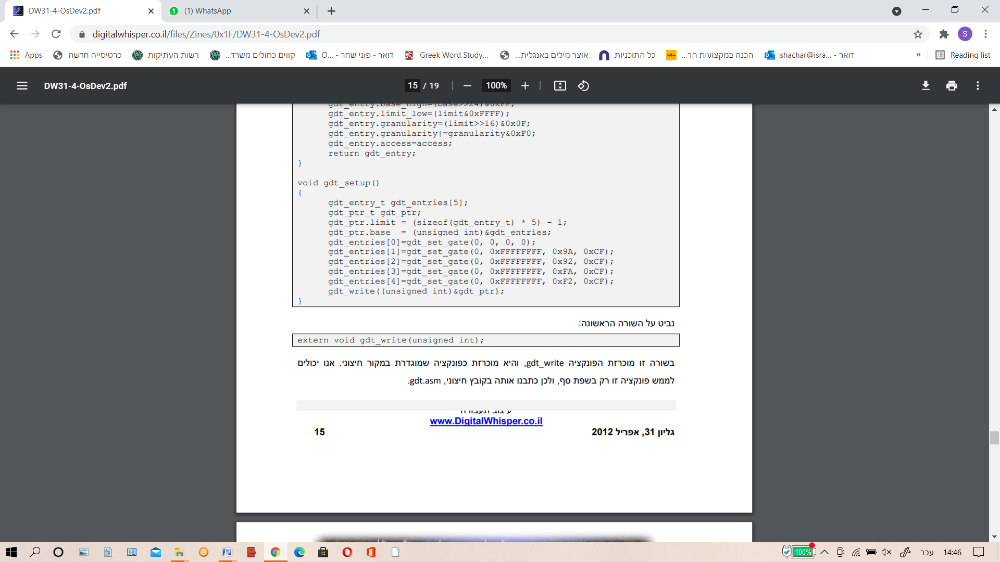 DW31-4-OsDev2.pdf
(1) WhatsApp
digitalwhisper.co.il/files/Zines/0x1F/DW31-4-OsDev2.pdf
S
Apps
כרטיסייה חדשה
רשות העתיקות
קווים כחולים משרד...
דואר - פוני שחר - O...
Greek Word Study...
אוצר מילים באנגלית...
כל התוכניות
הכנה במקצועות הר...
דואר - shachar@isra...
»
Reading list
DW31-4-OsDev2.pdf
15 / 19
100%
gdt_entry.base_high=(base>>24)&0xFF;
gdt_entry.limit_low=(limit&0xFFFF);
gdt_entry.granularity=(limit>>16)&0x0F;
gdt_entry.granularity|=granularity&0xF0;
gdt_entry.access=access;
return gdt_entry;
}
void gdt_setup()
{
gdt_entry_t gdt_entries[5];
gdt_ptr_t gdt_ptr;
gdt_ptr.limit = (sizeof(gdt_entry_t) * 5) - 1;
gdt_ptr.base  = (unsigned int)&gdt_entries;
gdt_entries[0]=gdt_set_gate(0, 0, 0, 0);
gdt_entries[1]=gdt_set_gate(0, 0xFFFFFFFF, 0x9A, 0xCF);
gdt_entries[2]=gdt_set_gate(0, 0xFFFFFFFF, 0x92, 0xCF);
gdt_entries[3]=gdt_set_gate(0, 0xFFFFFFFF, 0xFA, 0xCF);
gdt_entries[4]=gdt_set_gate(0, 0xFFFFFFFF, 0xF2, 0xCF);
gdt_write((unsigned int)&gdt_ptr);
}
נביט על השורה הראשונה:
extern void gdt_write(unsigned int);
בשורה זו מוכרזת הפונקציה gdt_write, והיא מוכרזת כפונקציה שמוגדרת במקור חיצוני. אנו יכולים
לממש פונקציה זו רק בשפת סף, ולכן כתבנו אותה בקובץ חיצוני, gdt.asm.
www.DigitalWhisper.co.il
גליון 31, אפריל 2012
15
100%
עבר
14:46